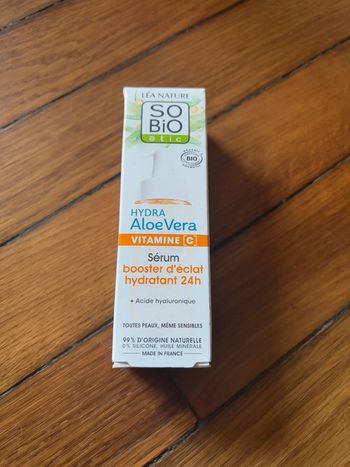 LÉA NATURE
SO
BiO
étic
BIO
HYDRA
AloeVera
VITAMINE C
Sérum
booster d'éclat
hydratant 24h
+ Acide hyaluronique
TOUTES PEAUX, MÊME SENSIBLES
99% D'ORIGINE NATURELLE
0% SILICONE, HUILE MINÉRALE
MADE IN FRANCE